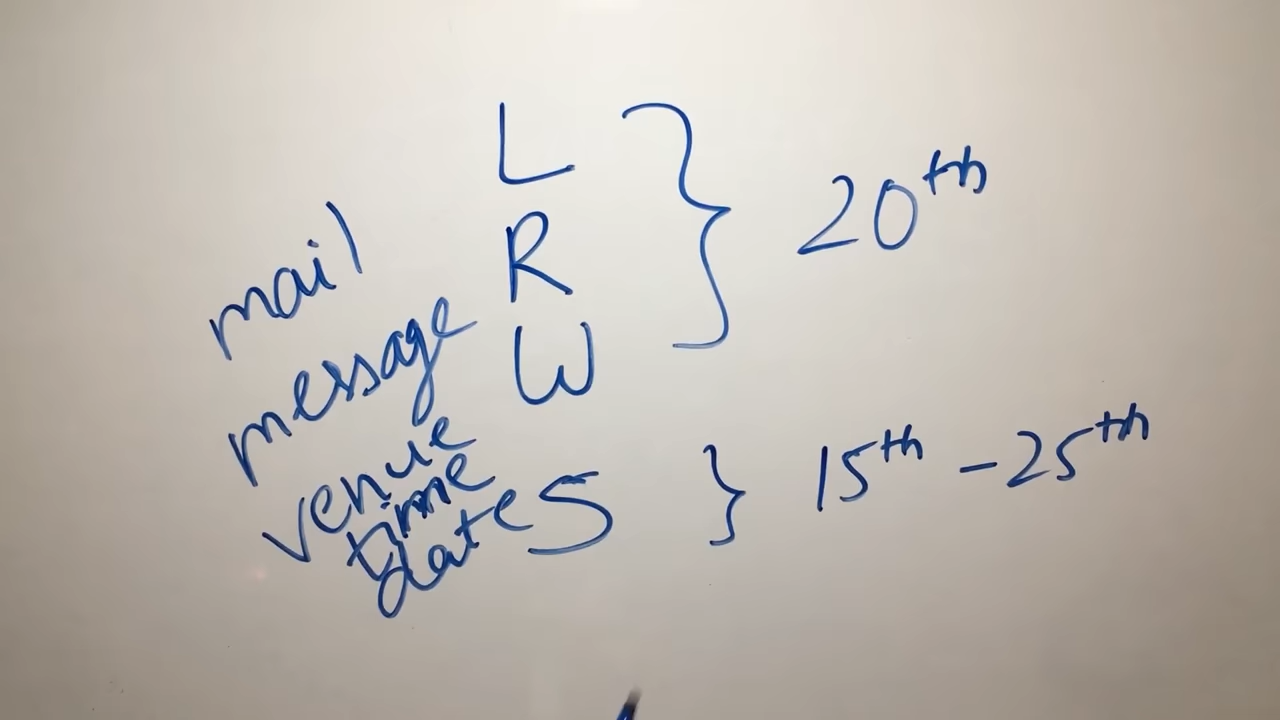 L
R
W
} 20th
S } 15th - 25th
mail
message
venue
time
date